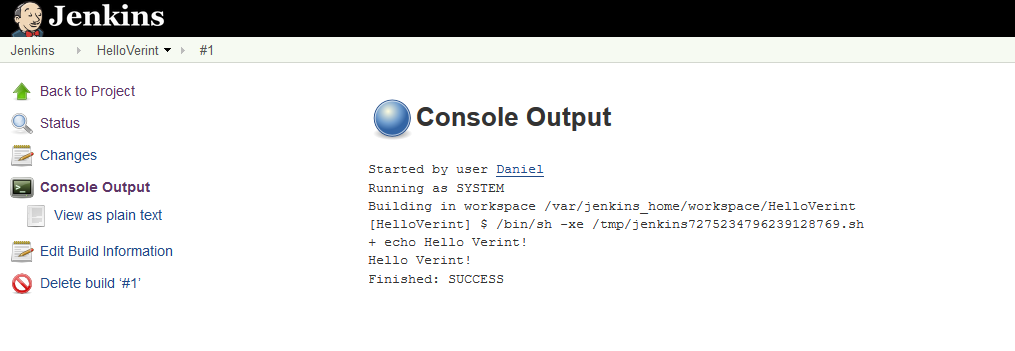 Jenkins
Jenkins HelloVerint #1
Back to Project
Status
Changes
Console Output
View as plain text
Edit Build Information
Delete build ‘#1’
Console Output
Started by user Daniel
Running as SYSTEM
Building in workspace /var/jenkins_home/workspace/HelloVerint
[HelloVerint] $ /bin/sh -xe /tmp/jenkins7275234796239128769.sh
+ echo Hello Verint!
Hello Verint!
Finished: SUCCESS